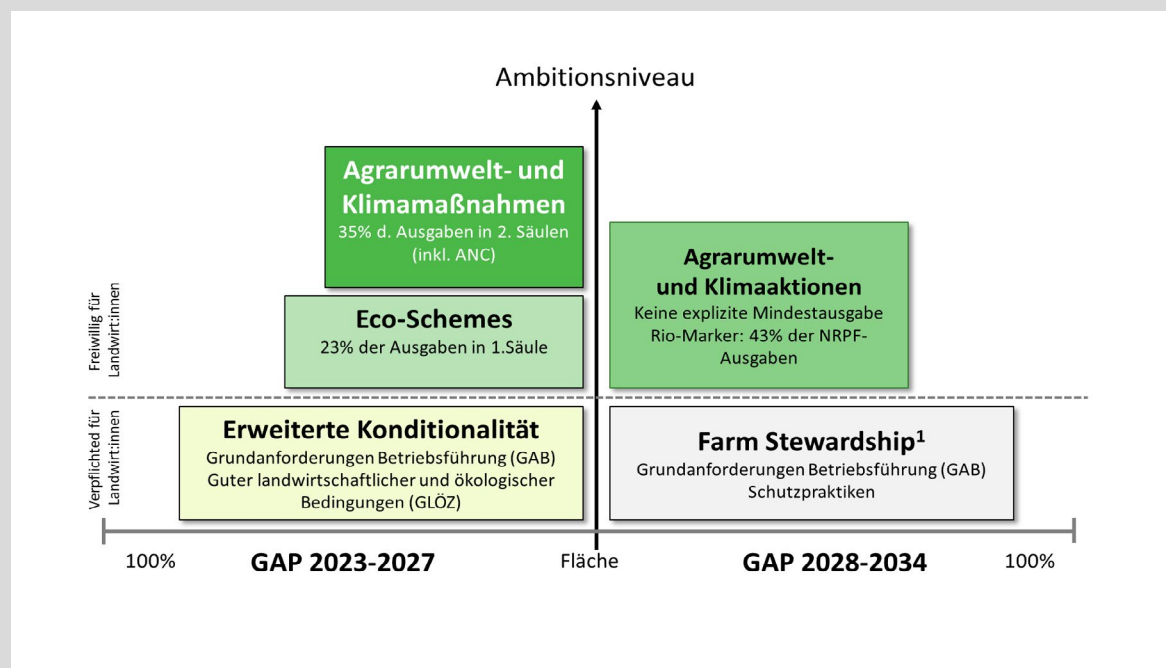 Ambitionsniveau
Agrarumwelt- und
Klimamaßnahmen
35% d. Ausgaben in 2. Säulen
(inkl. ANC)
Eco-Schemes
23% der Ausgaben in 1.Säule
Agrarumwelt-
und Klimaaktionen
Keine explizite Mindestausgabe
Rio-Marker: 43% der NRPF-
Ausgaben
Freiwillig für
Landwirt:innen
Verpflichted für
Landwirt:innen
Erweiterte Konditionalität
Grundanforderungen Betriebsführung (GAB)
Guter landwirtschaftlicher und ökologischer
Bedingungen (GLÖZ)
Farm Stewardship¹
Grundanforderungen Betriebsführung (GAB)
Schutzpraktiken
100%
GAP 2023-2027
Fläche
GAP 2028-2034
100%